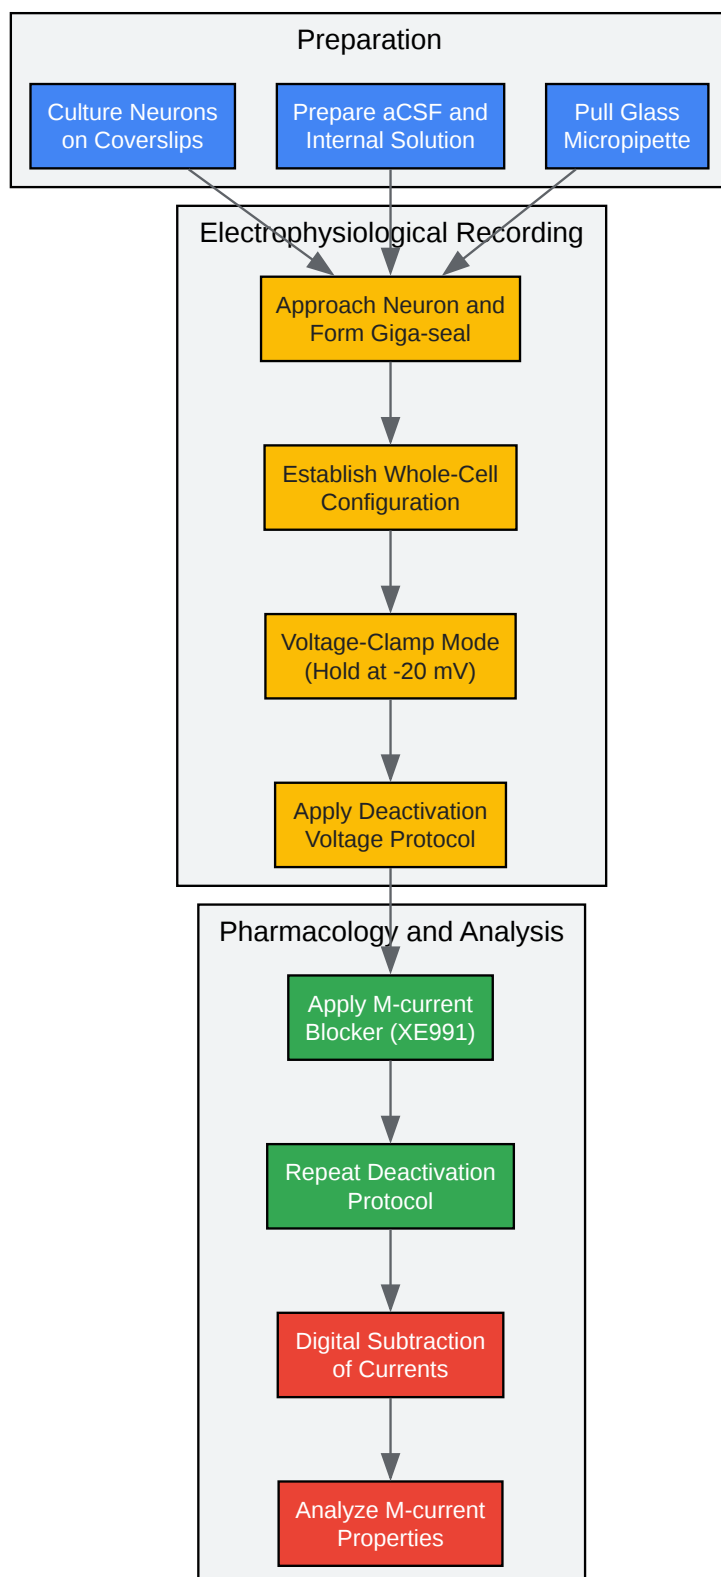 Preparation
Culture Neurons
on Coverslips
Prepare aCSF and
Internal Solution
Pull Glass
Micropipette
Electrophysiological Recording
Approach Neuron and
Form Giga-seal
Establish Whole-Cell
Configuration
Voltage-Clamp Mode
(Hold at -20 mV)
Apply Deactivation
Voltage Protocol
Pharmacology and Analysis
Apply M-current
Blocker (XE991)
Repeat Deactivation
Protocol
Digital Subtraction
of Currents
Analyze M-current
Properties